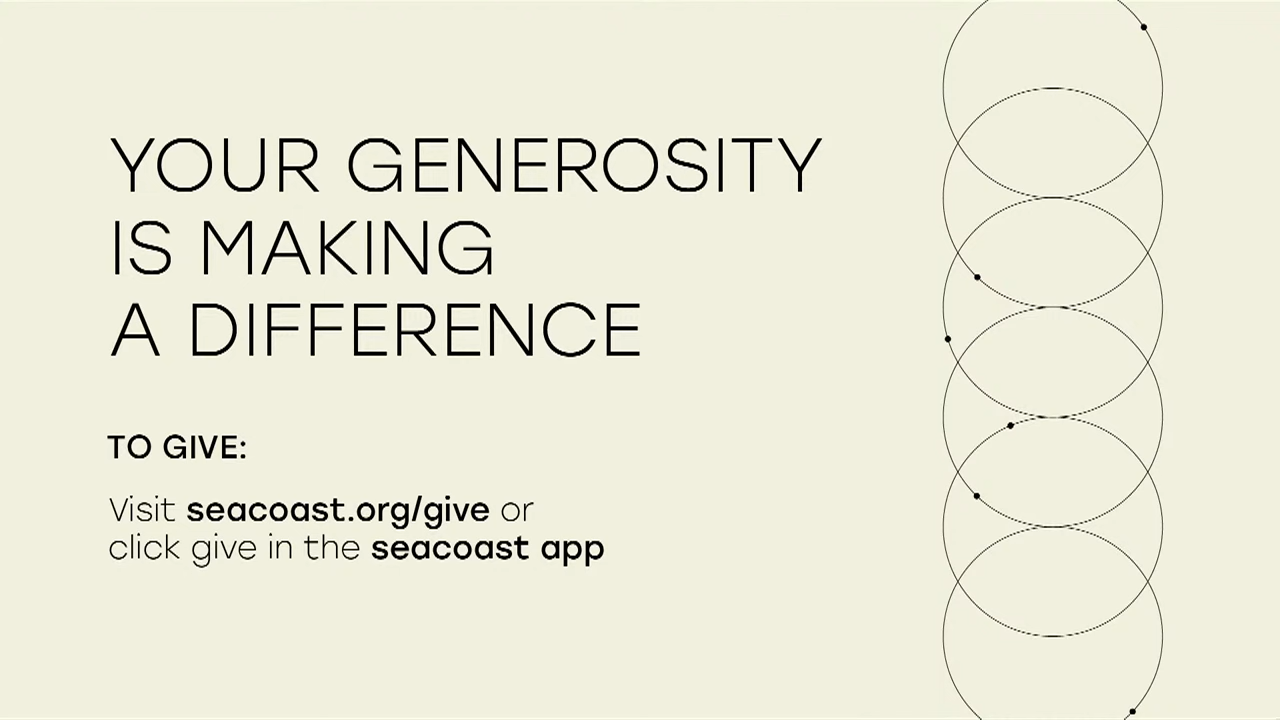 YOUR GENEROSITY
IS MAKING
A DIFFERENCE
TO GIVE:
Visit seacoast.org/give or
click give in the seacoast app